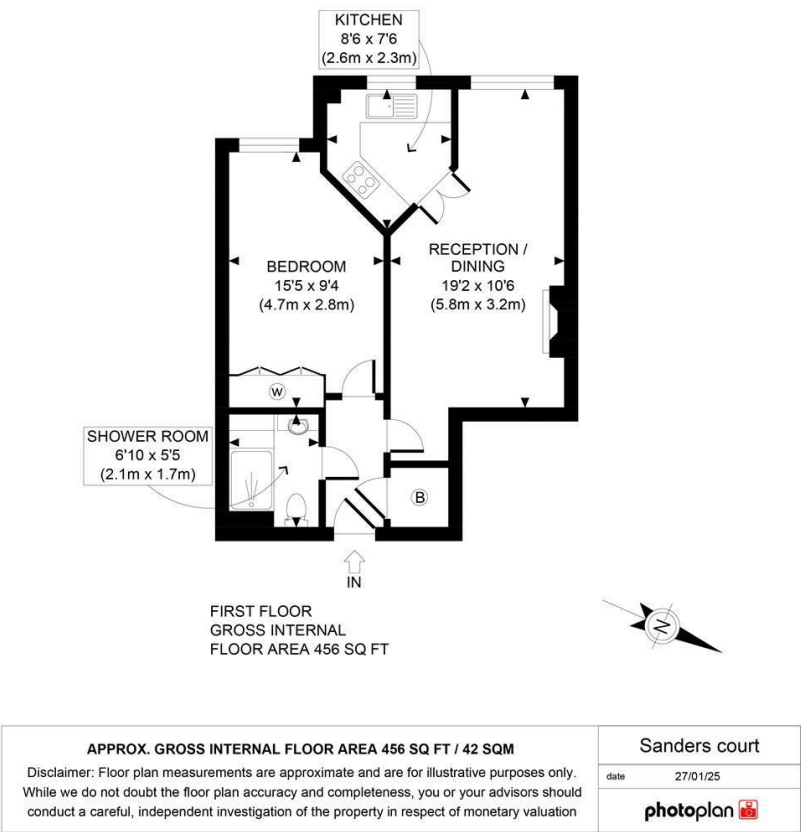 KITCHEN
8'6 x 7'6
(2.6m x 2.3m)
RECEPTION /
DINING
19'2 x 10'6
(5.8m x 3.2m)
BEDROOM
15'5 x 9'4
(4.7m x 2.8m)
W
SHOWER ROOM
6'10 x 5'5
(2.1m x 1.7m)
B
IN
FIRST FLOOR
GROSS INTERNAL
FLOOR AREA 456 SQ FT
N
APPROX. GROSS INTERNAL FLOOR AREA 456 SQ FT / 42 SQM
Disclaimer: Floor plan measurements are approximate and are for illustrative purposes only.
While we do not doubt the floor plan accuracy and completeness, you or your advisors should
conduct a careful, independent investigation of the property in respect of monetary valuation
Sanders court
date 27/01/25
photoplan